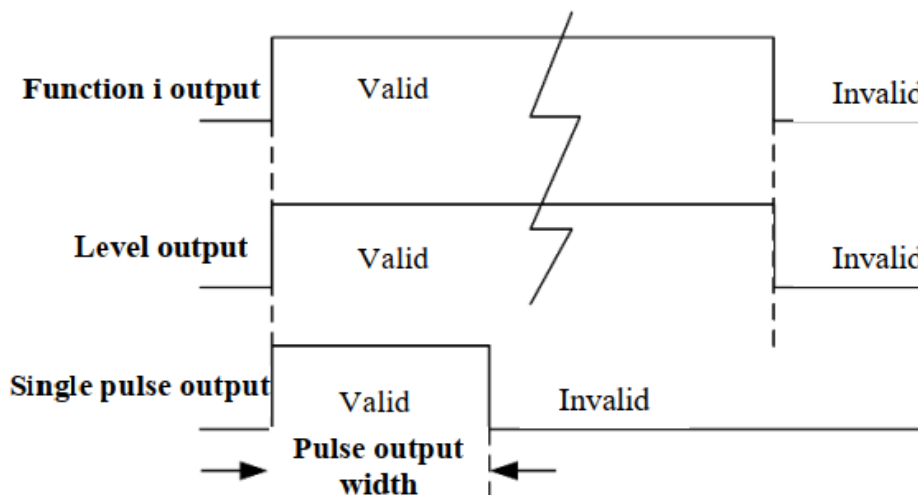 Function i output
Valid
Invalid
Level output
Valid
Invalid
Single pulse output
Valid
Invalid
Pulse output
width